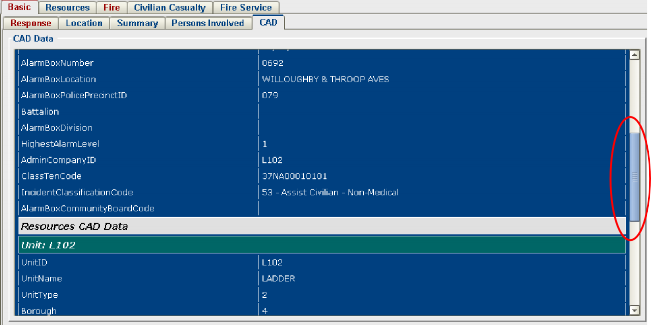 Basic Resources Fire Civilian Casualty Fire Service
Response Location Summary Persons Involved CAD
CAD Data
AlarmBoxNumber 0692
AlarmBoxLocation WILLOUGHBY & THROOP AVES
AlarmBoxPolicePrecinctID 079
Battalion
AlarmBoxDivision
HighestAlarmLevel 1
AdminCompanyID L102
ClassTenCode 37NA00010101
IncidentClassificationCode 53 - Assist Civilian - Non-Medical
AlarmBoxCommunityBoardCode
Resources CAD Data
Unit: L102
UnitID L102
UnitName LADDER
UnitType 2
Borough 4